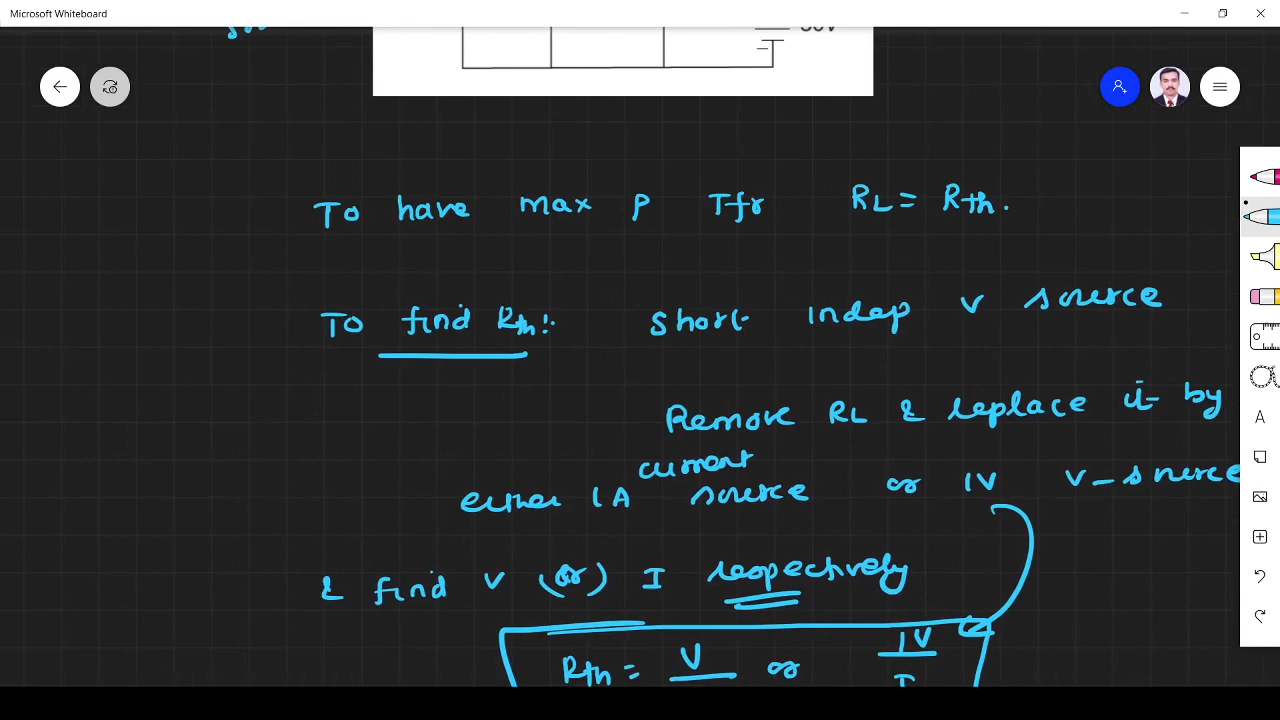 Microsoft Whiteboard
To have max P Tfr RL = Rth.
To find Rth: Short indep V source
Remove RL & replace it by
either 1A current source or 1V V-source
& find V (or) I respectively
Rth = V or 1V
I
A